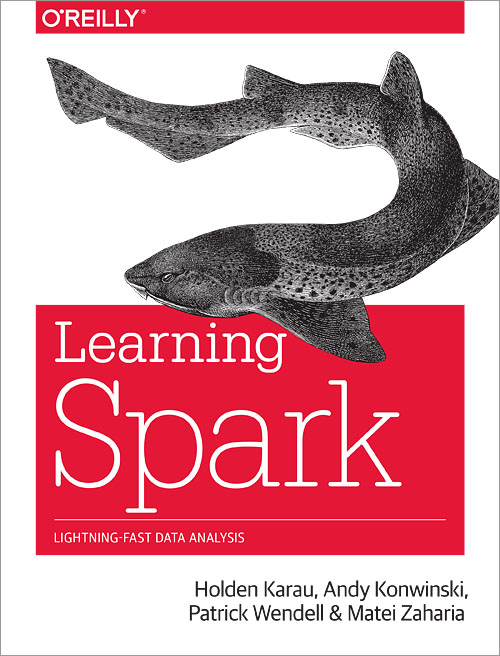 O'REILLY®
Learning
Spark
LIGHTNING-FAST DATA ANALYSIS
Holden Karau, Andy Konwinski,
Patrick Wendell & Matei Zaharia